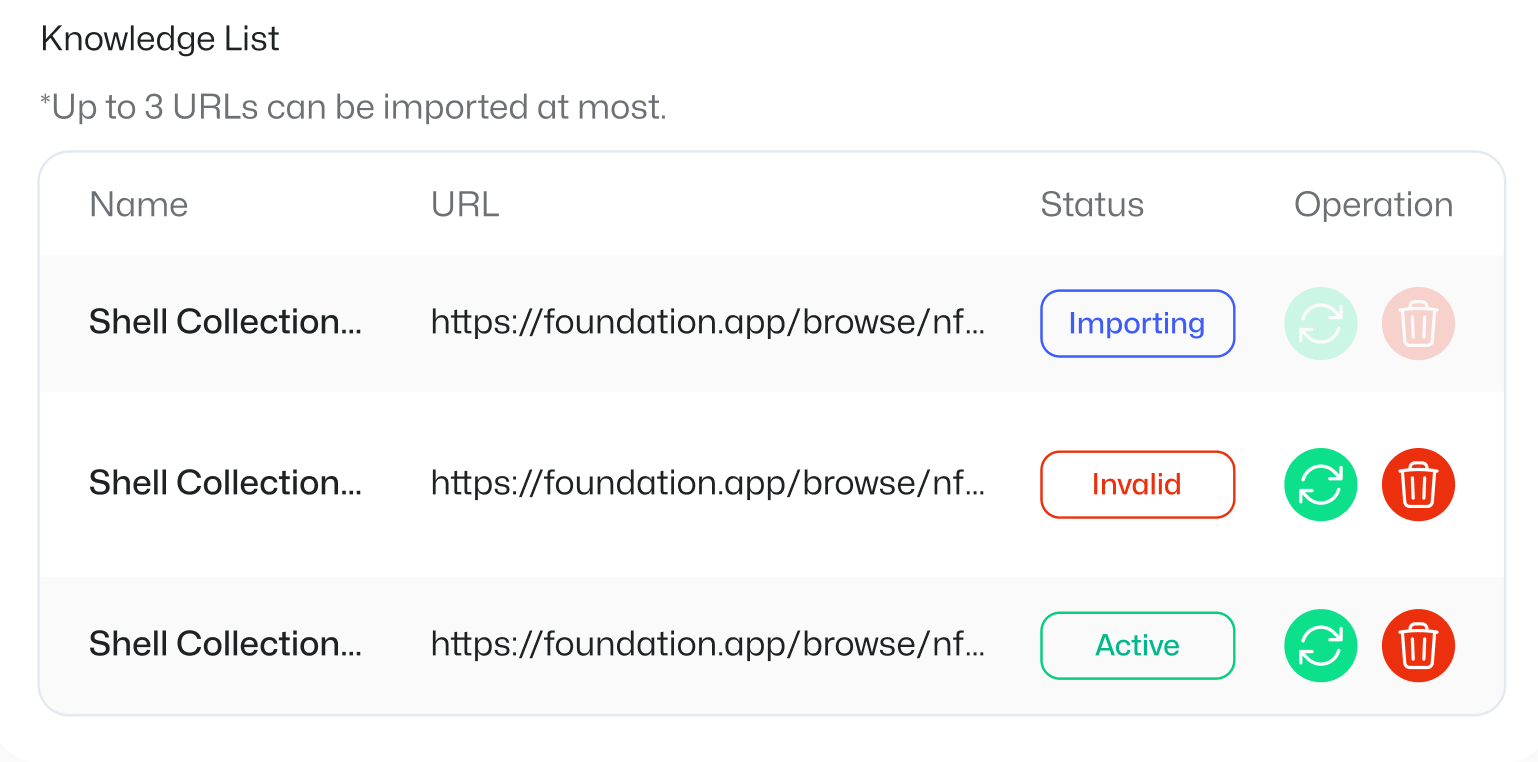 Knowledge List
*Up to 3 URLs can be imported at most.
Name URL Status Operation
Shell Collection... https://foundation.app/browse/nf... Importing
Shell Collection... https://foundation.app/browse/nf... Invalid
Shell Collection... https://foundation.app/browse/nf... Active